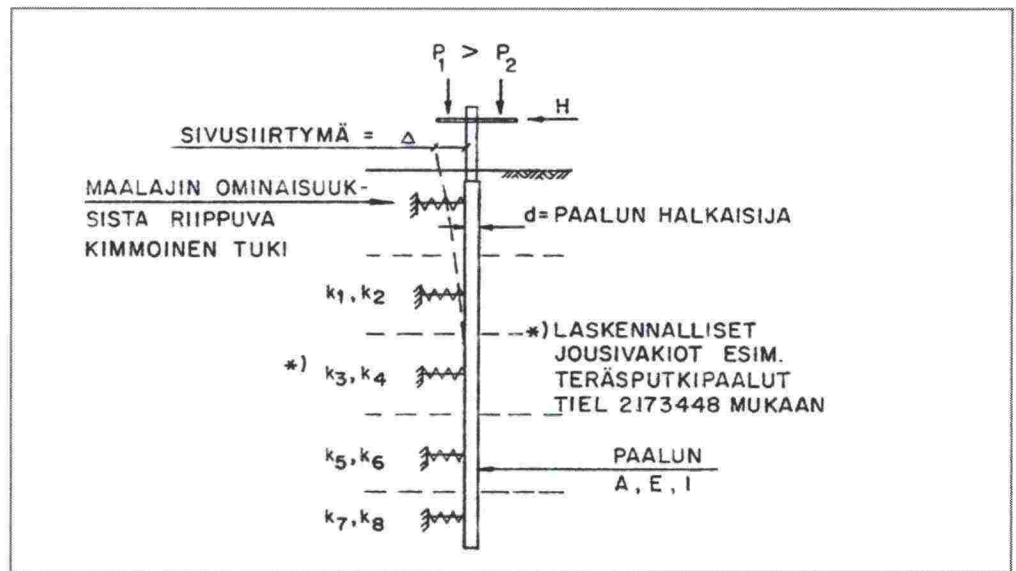 P1 > P2
H
SIVUSIIRTYMÄ = Δ
MAALAJIN OMINAISUUK-
SISTA RIIPPUVA
KIMMOINEN TUKI
d= PAALUN HALKAISIJA
k1, k2
*) k3, k4
*) LASKENNALLISET
JOUSIVAKIOT ESIM.
TERÄSPUTKIPAALUT
TIEL 2173448 MUKAAN
k5, k6
PAALUN
A, E, I
k7, k8